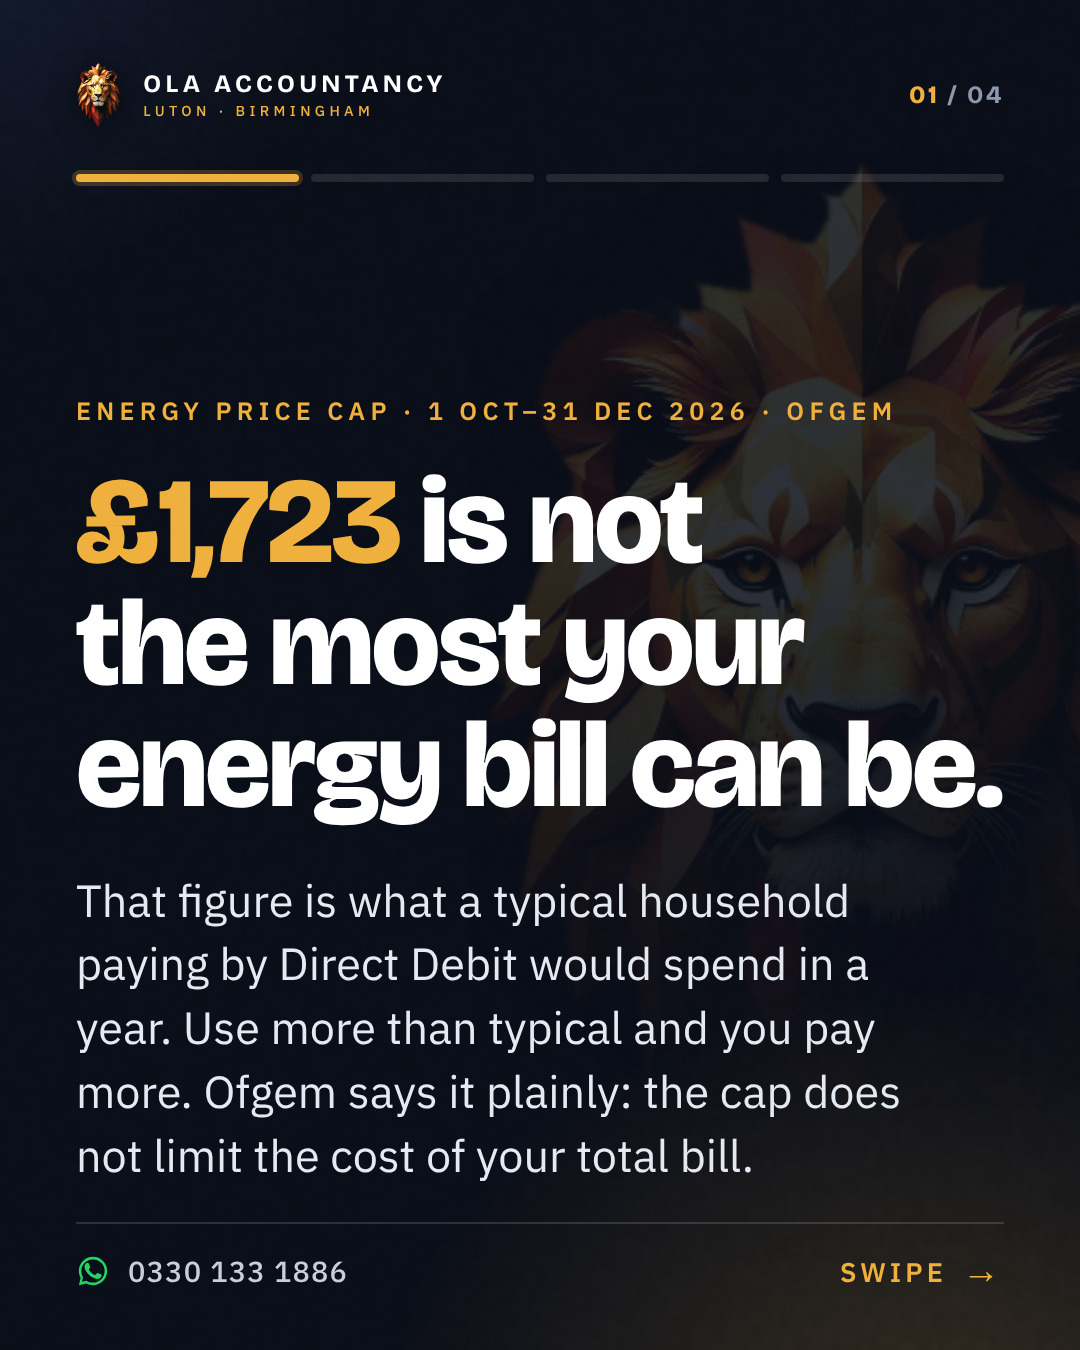 OLA ACCOUNTANCY
LUTON · BIRMINGHAM
01 / 04
ENERGY PRICE CAP · 1 OCT–31 DEC 2026 · OFGEM
£1,723 is not
the most your
energy bill can be.
That figure is what a typical household
paying by Direct Debit would spend in a
year. Use more than typical and you pay
more. Ofgem says it plainly: the cap does
not limit the cost of your total bill.
0330 133 1886
SWIPE →